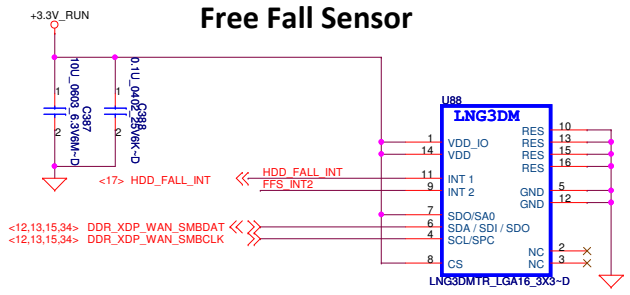 Free Fall Sensor
+3.3V_RUN
1
2
10U_0603_6.3V6M~D
C387
1
2
0.1U_0402_25V6K~D
C388
U88
LNG3DM
1 VDD_IO
14 VDD
11 INT 1
9 INT 2
7 SDO/SA0
6 SDA / SDI / SDO
4 SCL/SPC
8 CS
RES 10
RES 13
RES 15
RES 16
GND 5
GND 12
NC 2
NC 3
<17> HDD_FALL_INT
HDD_FALL_INT
FFS_INT2
<12,13,15,34> DDR_XDP_WAN_SMBDAT
<12,13,15,34> DDR_XDP_WAN_SMBCLK
LNG3DMTR_LGA16_3X3~D